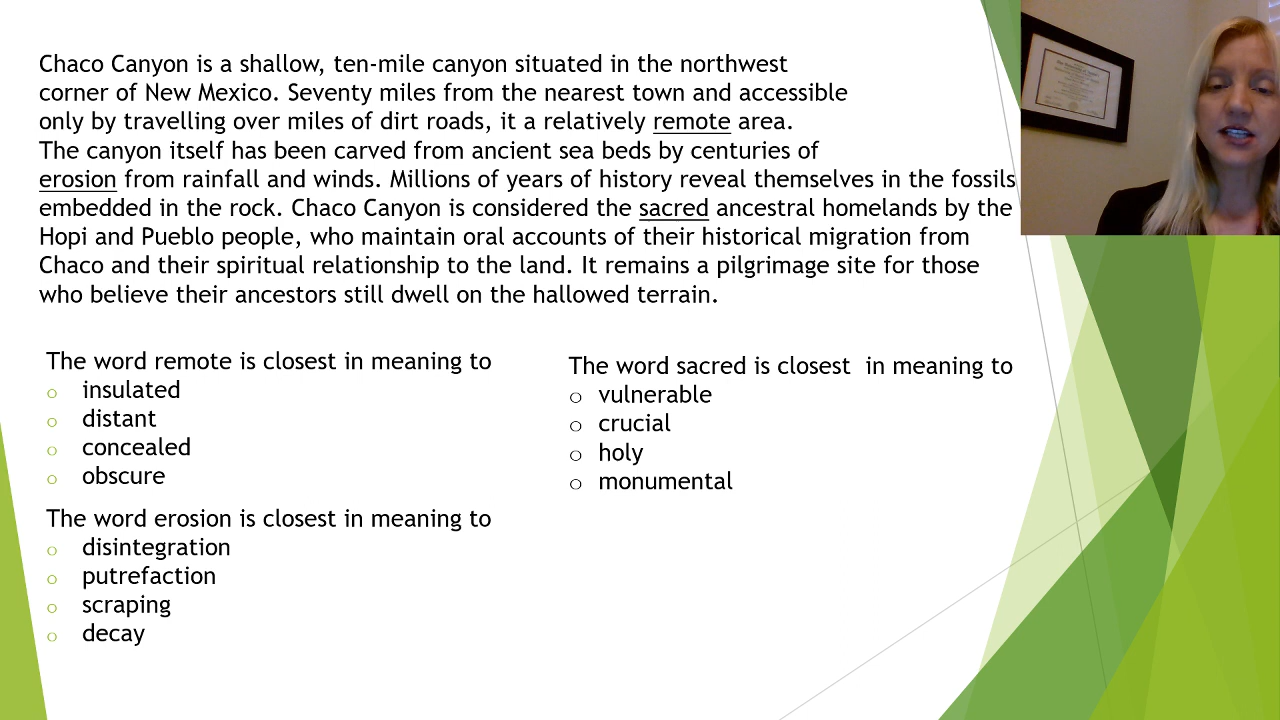 Chaco Canyon is a shallow, ten-mile canyon situated in the northwest
corner of New Mexico. Seventy miles from the nearest town and accessible
only by travelling over miles of dirt roads, it a relatively remote area.
The canyon itself has been carved from ancient sea beds by centuries of
erosion from rainfall and winds. Millions of years of history reveal themselves in the fossils
embedded in the rock. Chaco Canyon is considered the sacred ancestral homelands by the
Hopi and Pueblo people, who maintain oral accounts of their historical migration from
Chaco and their spiritual relationship to the land. It remains a pilgrimage site for those
who believe their ancestors still dwell on the hallowed terrain.
The word remote is closest in meaning to
insulated
distant
concealed
obscure
The word erosion is closest in meaning to
disintegration
putrefaction
scraping
decay
The word sacred is closest  in meaning to
vulnerable
crucial
holy
monumental